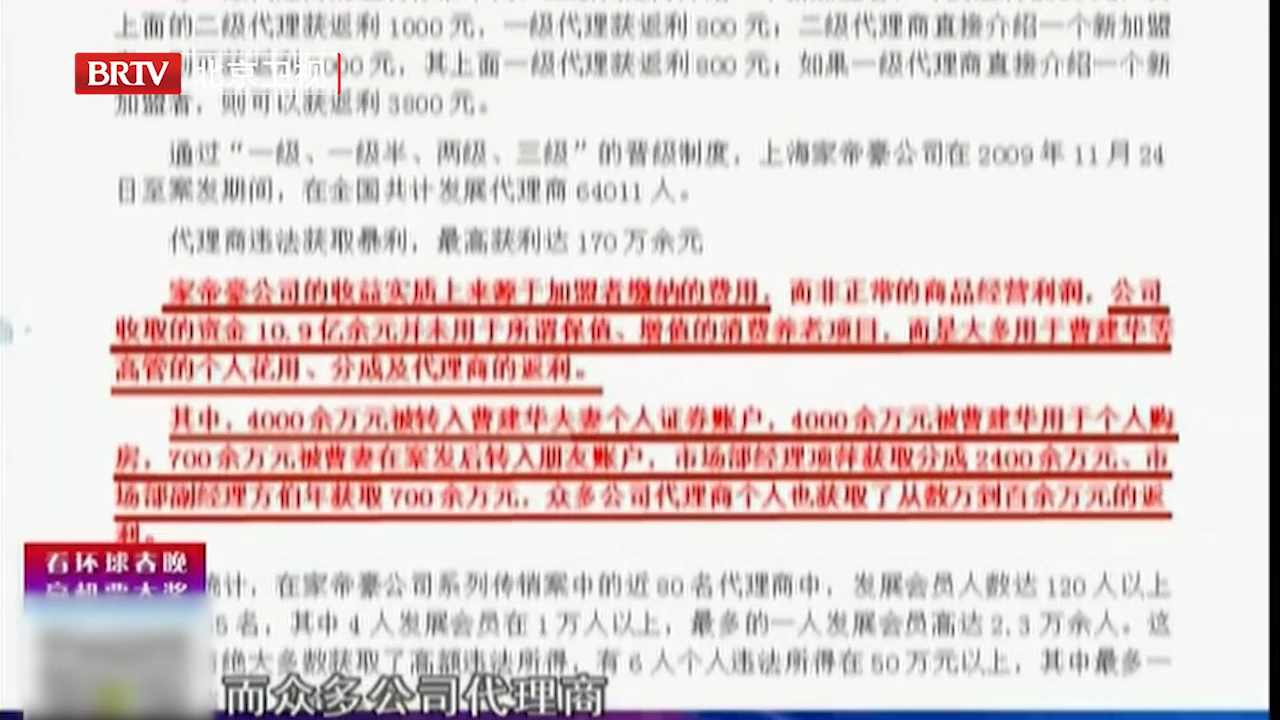 上面的二级代理获返利1000元，一级代理获返利800元；二级代理商直接介绍一个新加盟
BRTV 北京卫视
00元，其上面一级代理获返利800元；如果一级代理商直接介绍一个新
加盟者，则可以获返利3800元。
通过“一级、一级半、两级、三级”的晋级制度，上海家帝豪公司在2009年11月24
日至案发期间，在全国共计发展代理商64011人。
代理商违法获取暴利，最高获利达170万余元
家帝豪公司的收益实质上来源于加盟者缴纳的费用，而非正常的商品经营利润，公司
收取的资金10.9亿余元并未用于所谓保值、增值的消费养老项目，而是大多用于曹建华等
高管的个人花用、分成及代理商的返利。
其中，4000余万元被转入曹建华夫妻个人证券账户，4000余万元被曹建华用于个人购
房，700余万元被曹妻在案发后转入朋友账户，市场部经理项萍获取分成2400余万元、市
场部副经理方伯年获取700余万元，众多公司代理商个人也获取了从数万到百余万元的返
利。
看环球春晚
统计，在家帝豪公司系列传销案中的近80名代理商中，发展会员人数达120人以上
5名，其中4人发展会员在1万人以上，最多的一人发展会员高达2.3万余人。这
绝大多数获取了高额违法所得，有6人个人违法所得在50万元以上，其中最多一
而众多公司代理商